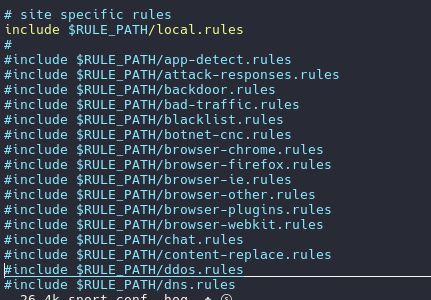 # site specific rules
include $RULE_PATH/local.rules
#
#include $RULE_PATH/app-detect.rules
#include $RULE_PATH/attack-responses.rules
#include $RULE_PATH/backdoor.rules
#include $RULE_PATH/bad-traffic.rules
#include $RULE_PATH/blacklist.rules
#include $RULE_PATH/botnet-cnc.rules
#include $RULE_PATH/browser-chrome.rules
#include $RULE_PATH/browser-firefox.rules
#include $RULE_PATH/browser-ie.rules
#include $RULE_PATH/browser-other.rules
#include $RULE_PATH/browser-plugins.rules
#include $RULE_PATH/browser-webkit.rules
#include $RULE_PATH/chat.rules
#include $RULE_PATH/content-replace.rules
#include $RULE_PATH/ddos.rules
#include $RULE_PATH/dns.rules
26.4k snort.conf